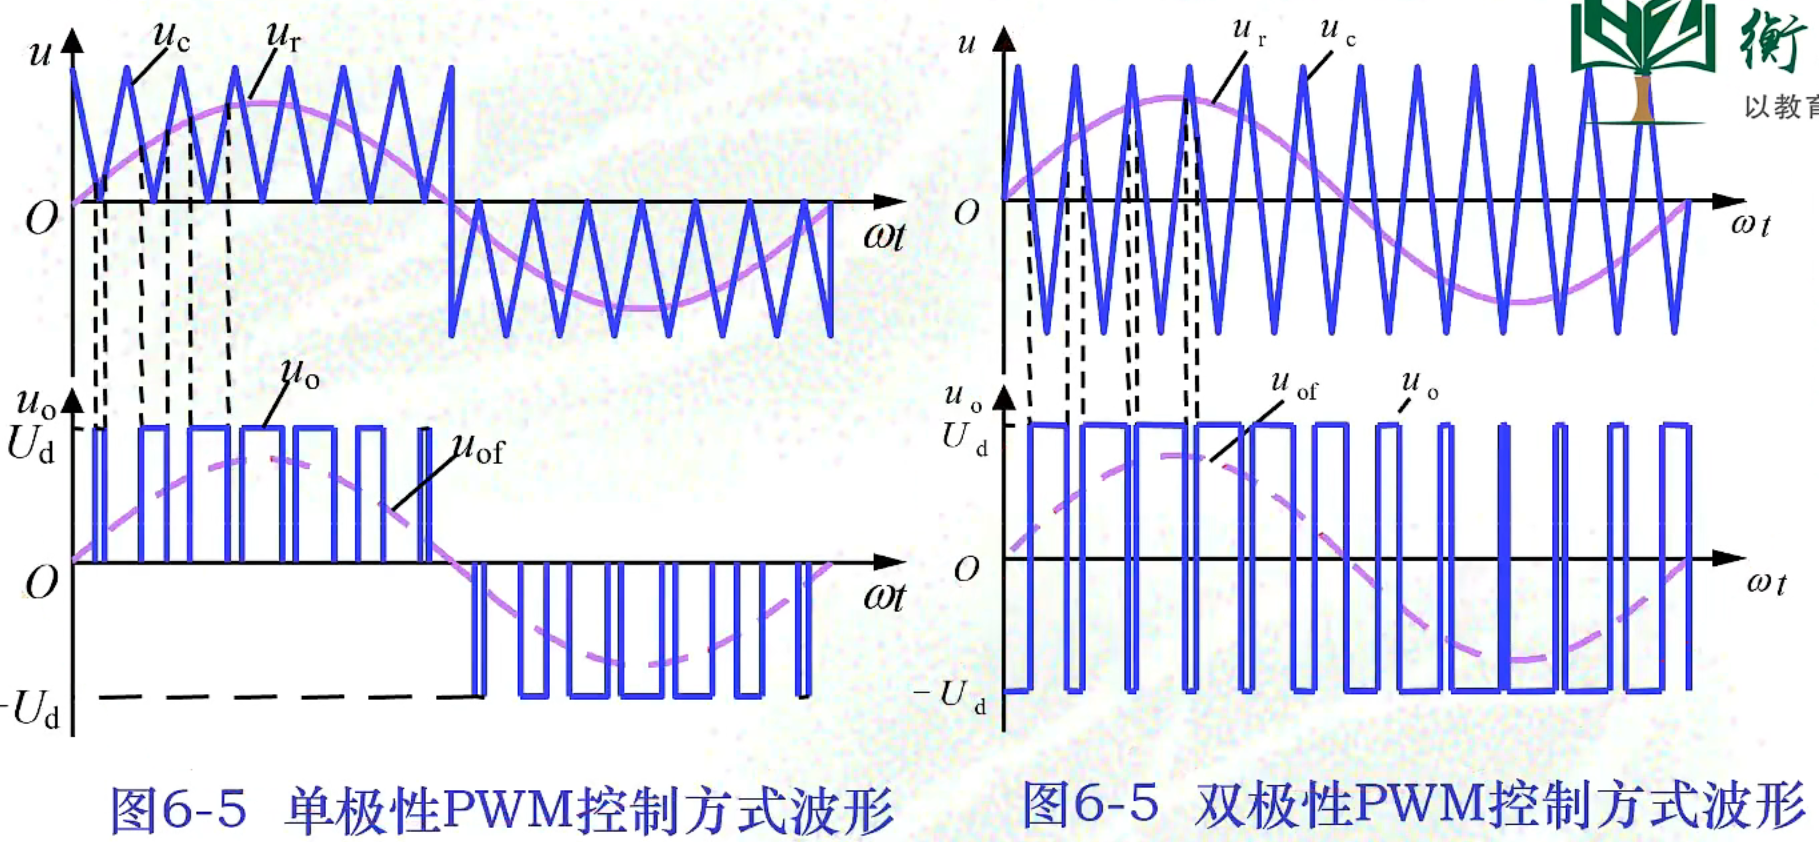 u
u_c
u_r
O
ωt
u_o
U_d
u_o
u_of
O
ωt
-U_d
图6-5 单极性PWM控制方式波形
u
u_r
u_c
O
ωt
u_o
U_d
u_of
u_o
O
ωt
-U_d
图6-5 双极性PWM控制方式波形
衡
以教育